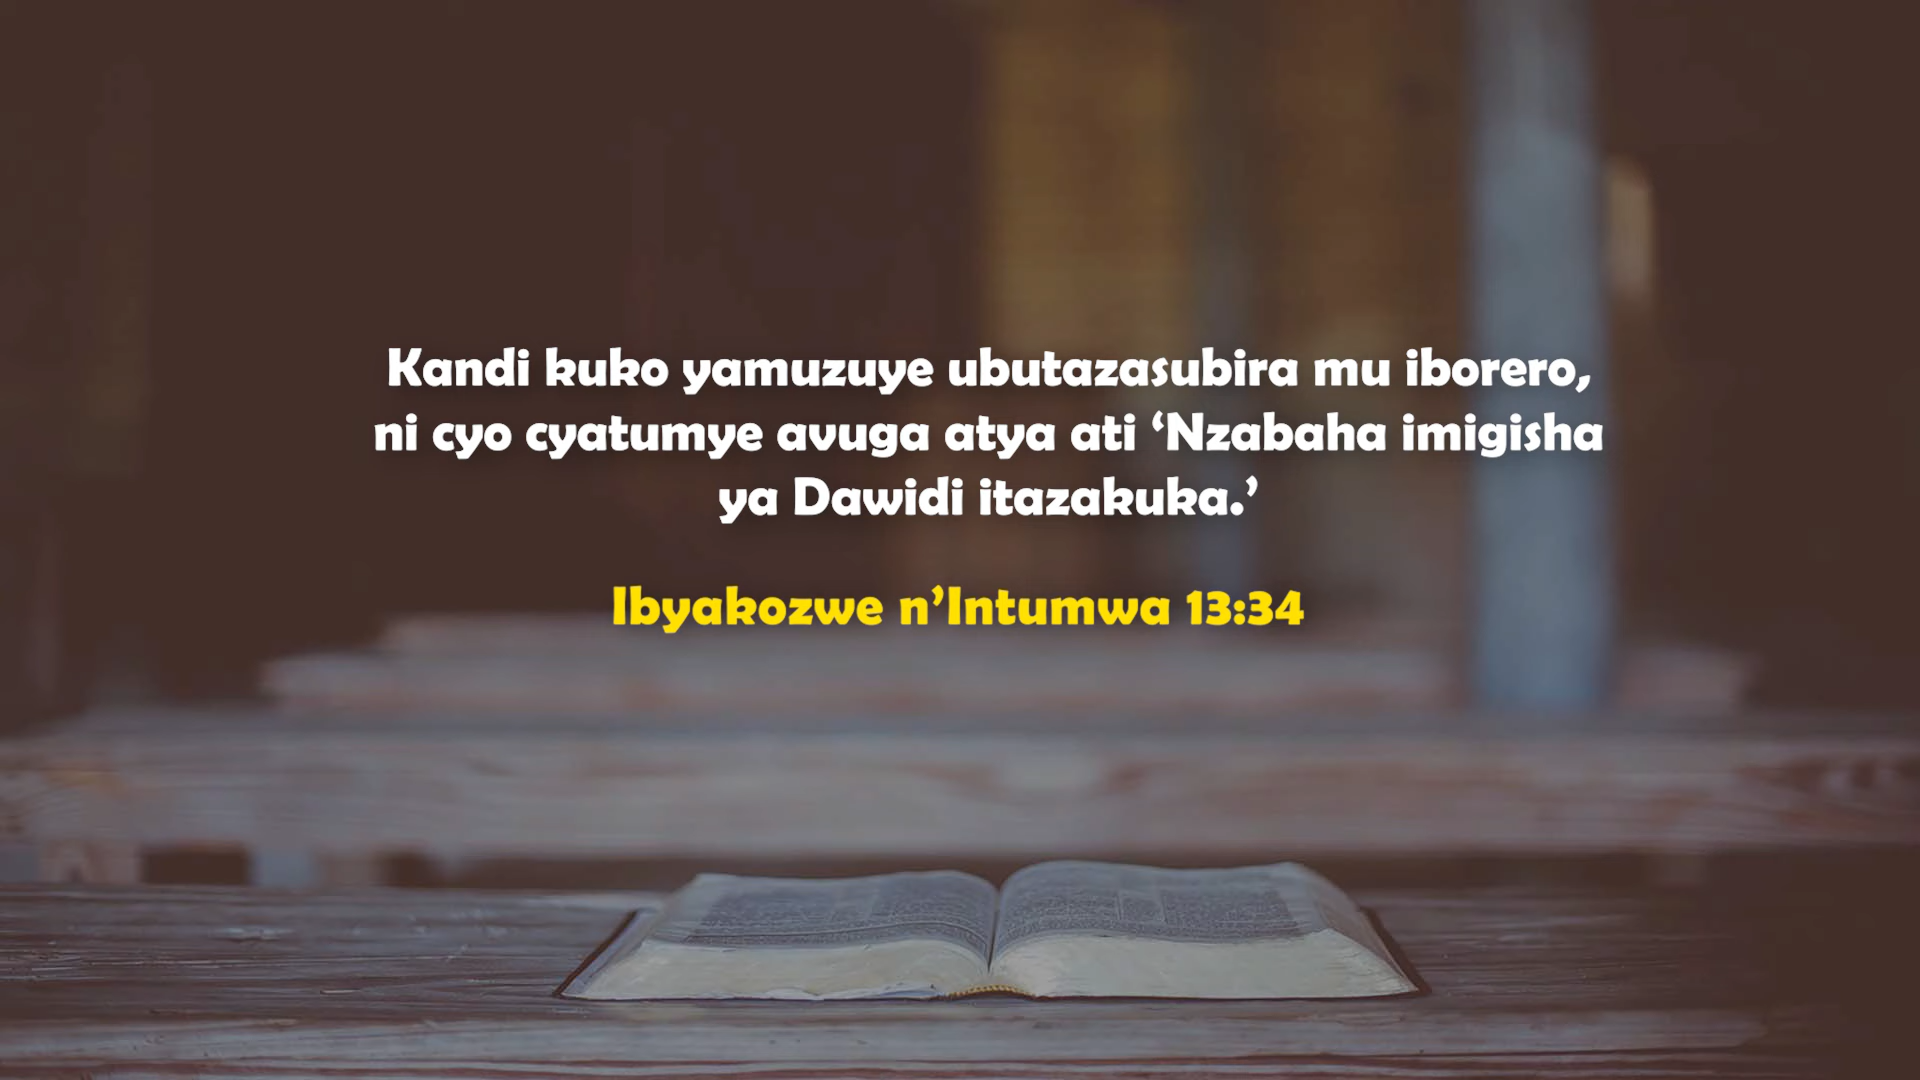 Kandi kuko yamuzuye ubutazasubira mu iborero,
ni cyo cyatumye avuga atya ati ‘Nzabaha imigisha
ya Dawidi itazakuka.’
Ibyakozwe n’Intumwa 13:34